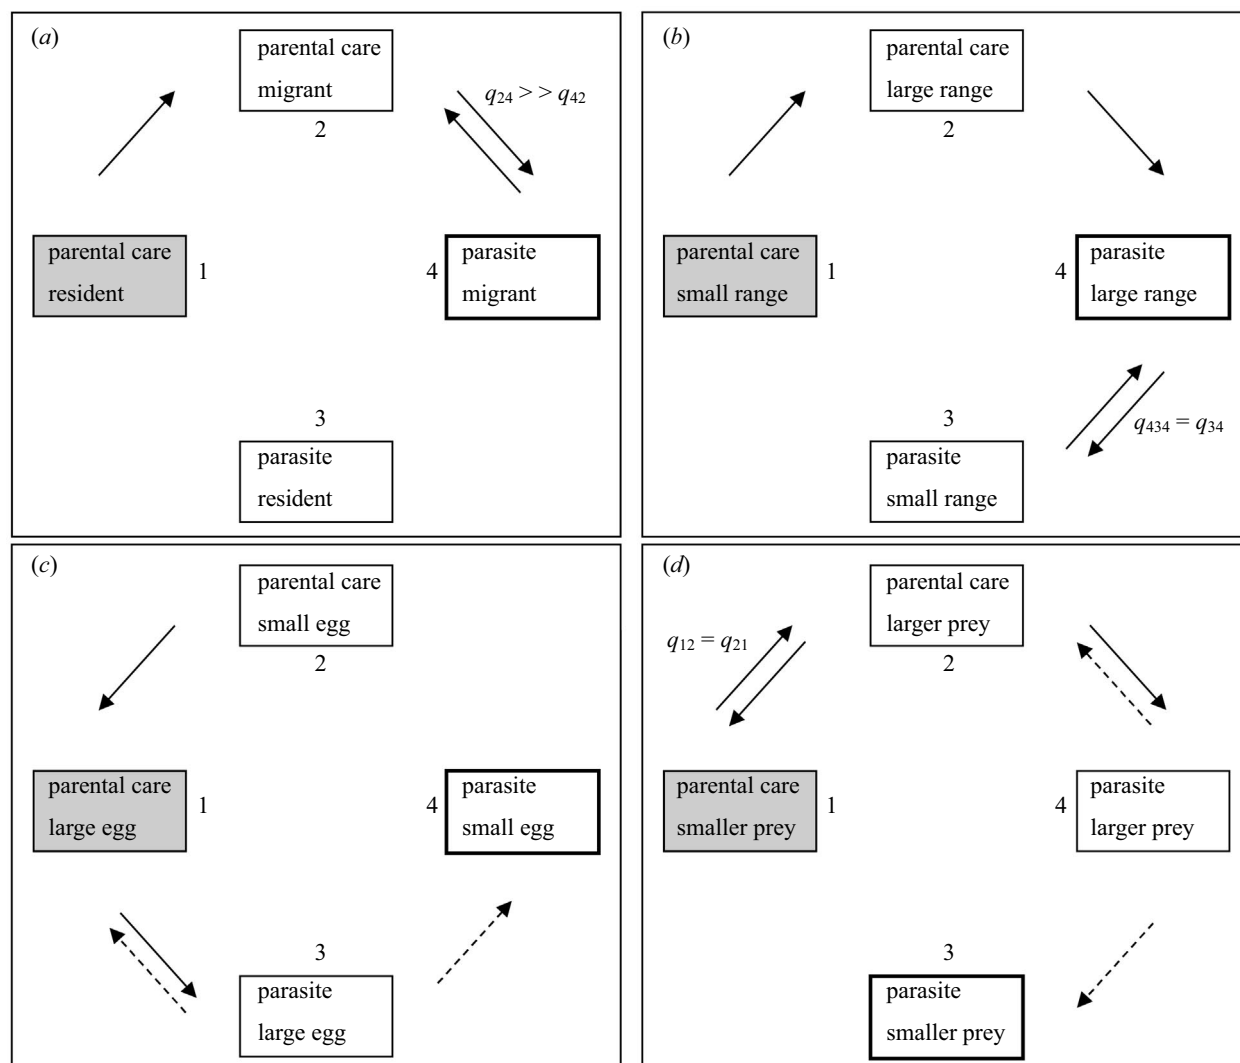 (a)
parental care
migrant
2
q24 > > q42
parental care
resident
1
4
parasite
migrant
3
parasite
resident
(b)
parental care
large range
2
parental care
small range
1
4
parasite
large range
3
parasite
small range
q434 = q34
(c)
parental care
small egg
2
parental care
large egg
1
4
parasite
small egg
3
parasite
large egg
(d)
parental care
larger prey
2
q12 = q21
parental care
smaller prey
1
4
parasite
larger prey
3
parasite
smaller prey